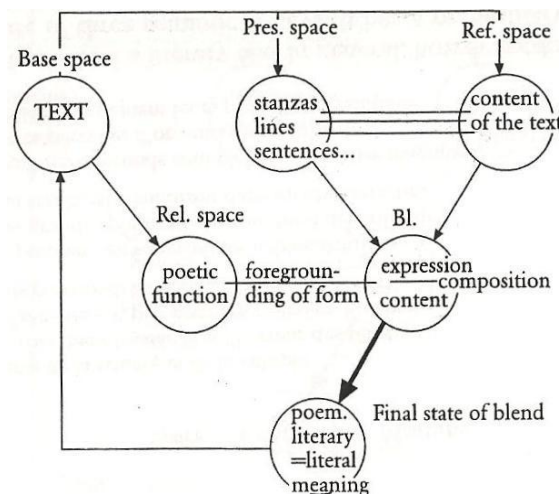 Pres. space
Ref. space
Base space
TEXT
stanzas
lines
sentences...
content
of the text
Rel. space
Bl.
poetic
function
foregroun-
ding of form
expression
composition
content
poem.
literary
=literal
meaning
Final state of blend